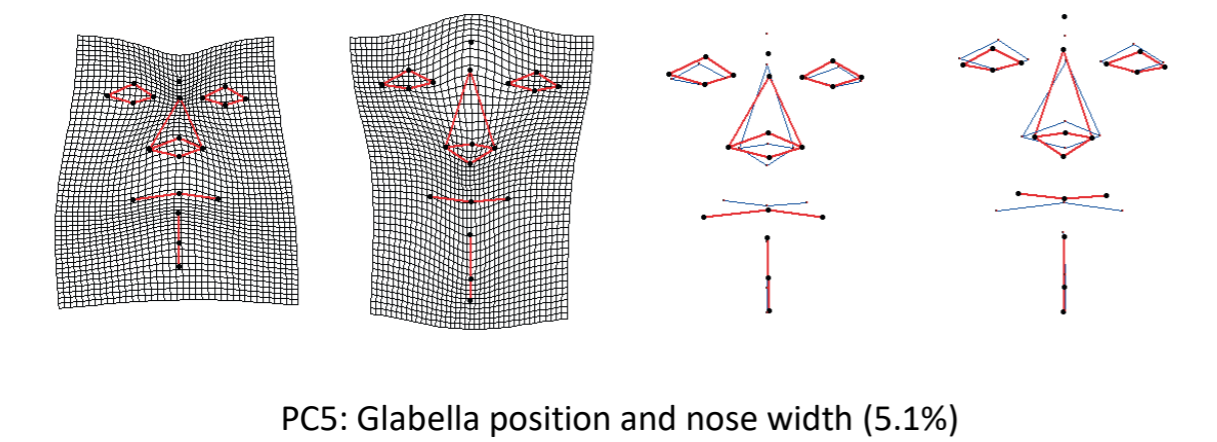 PC5: Glabella position and nose width (5.1%)